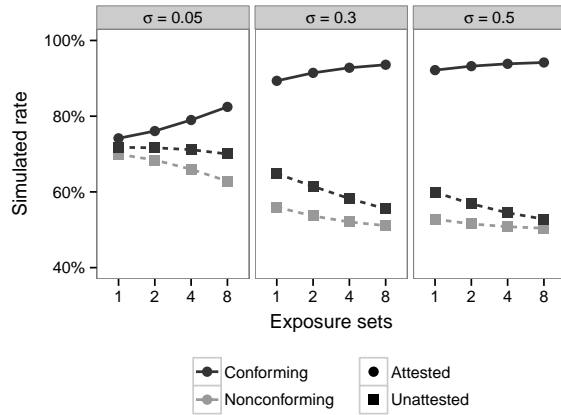 σ = 0.05 σ = 0.3 σ = 0.5
100%
80%
60%
40%
Simulated rate
1 2 4 8 1 2 4 8 1 2 4 8
Exposure sets
Conforming Attested
Nonconforming Unattested